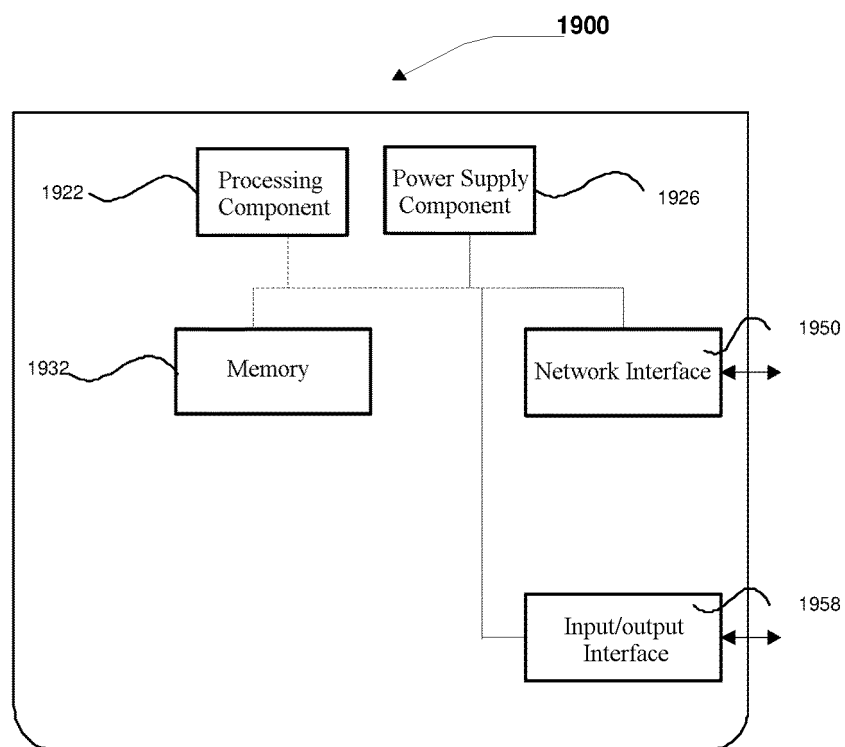 1900
Processing
Component
Power Supply
Component
1922
1926
1950
1932
Memory
Network Interface
1958
Input/output
Interface